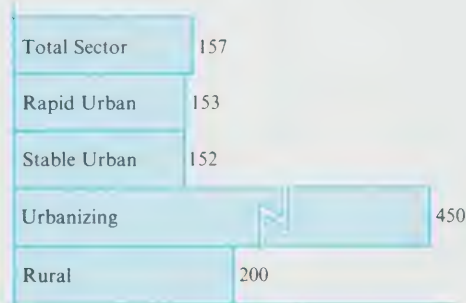 Total Sector 157
Rapid Urban 153
Stable Urban 152
Urbanizing 450
Rural 200